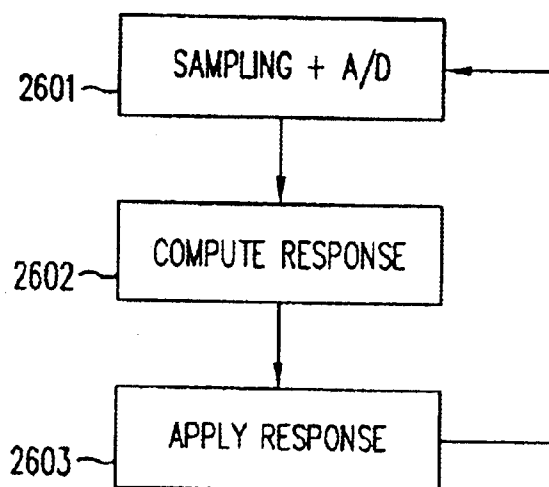 2601
SAMPLING + A/D
2602
COMPUTE RESPONSE
2603
APPLY RESPONSE